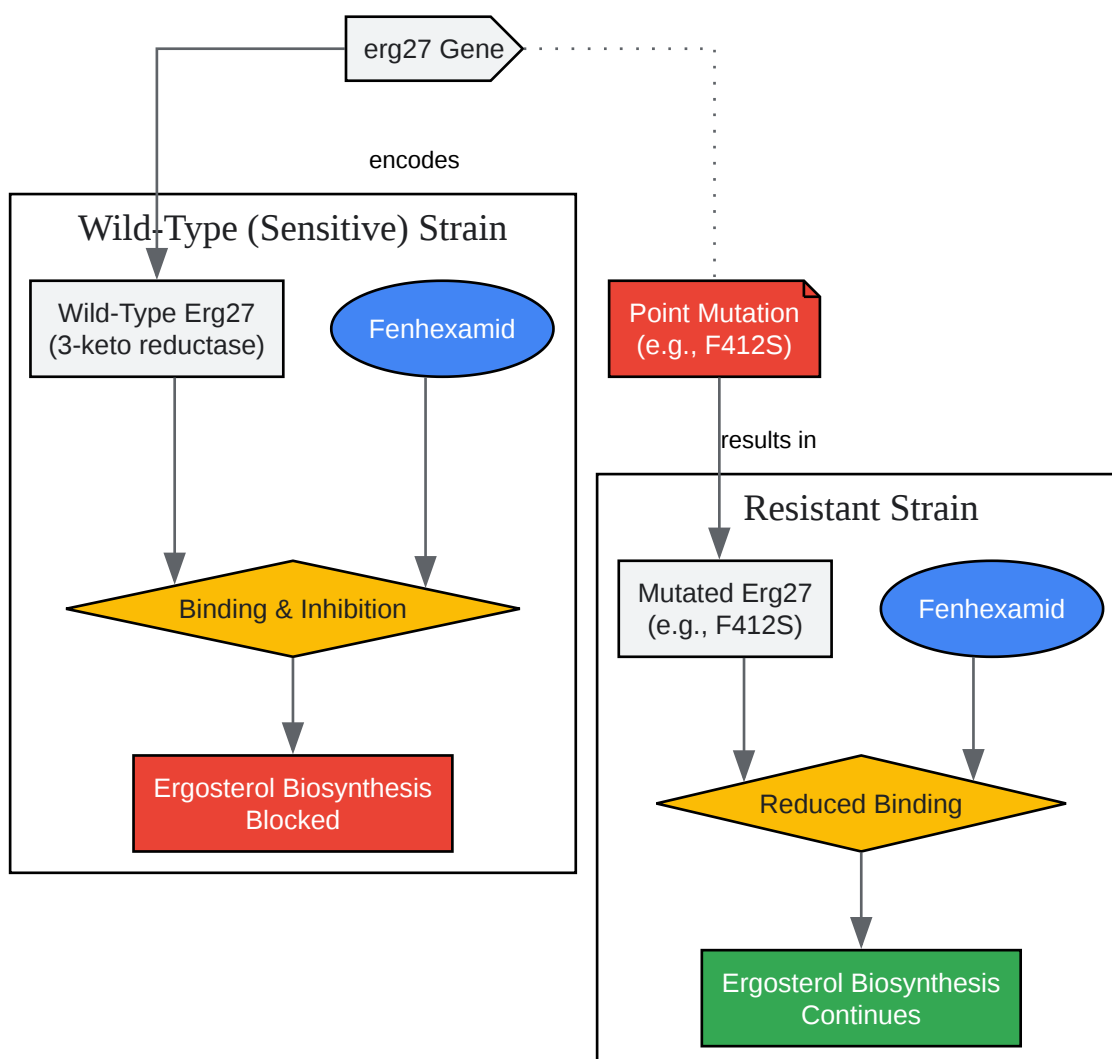 erg27 Gene
encodes
Wild-Type (Sensitive) Strain
Wild-Type Erg27
(3-keto reductase)
Fenhexamid
Point Mutation
(e.g., F412S)
results in
Resistant Strain
Mutated Erg27
(e.g., F412S)
Fenhexamid
Binding & Inhibition
Ergosterol Biosynthesis
Blocked
Reduced Binding
Ergosterol Biosynthesis
Continues